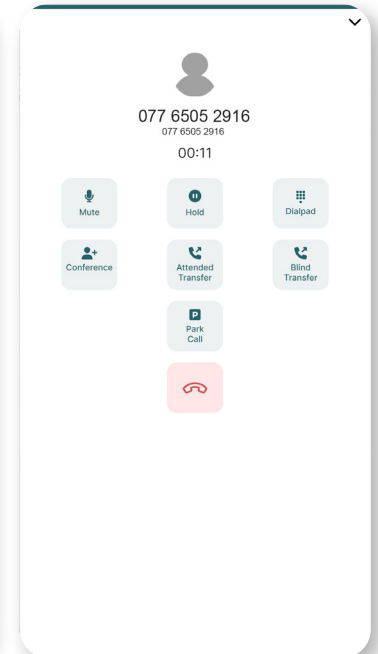 077 6505 2916
077 6505 2916
00:11
Mute
Hold
Dialpad
Conference
Attended
Transfer
Blind
Transfer
P
Park
Call